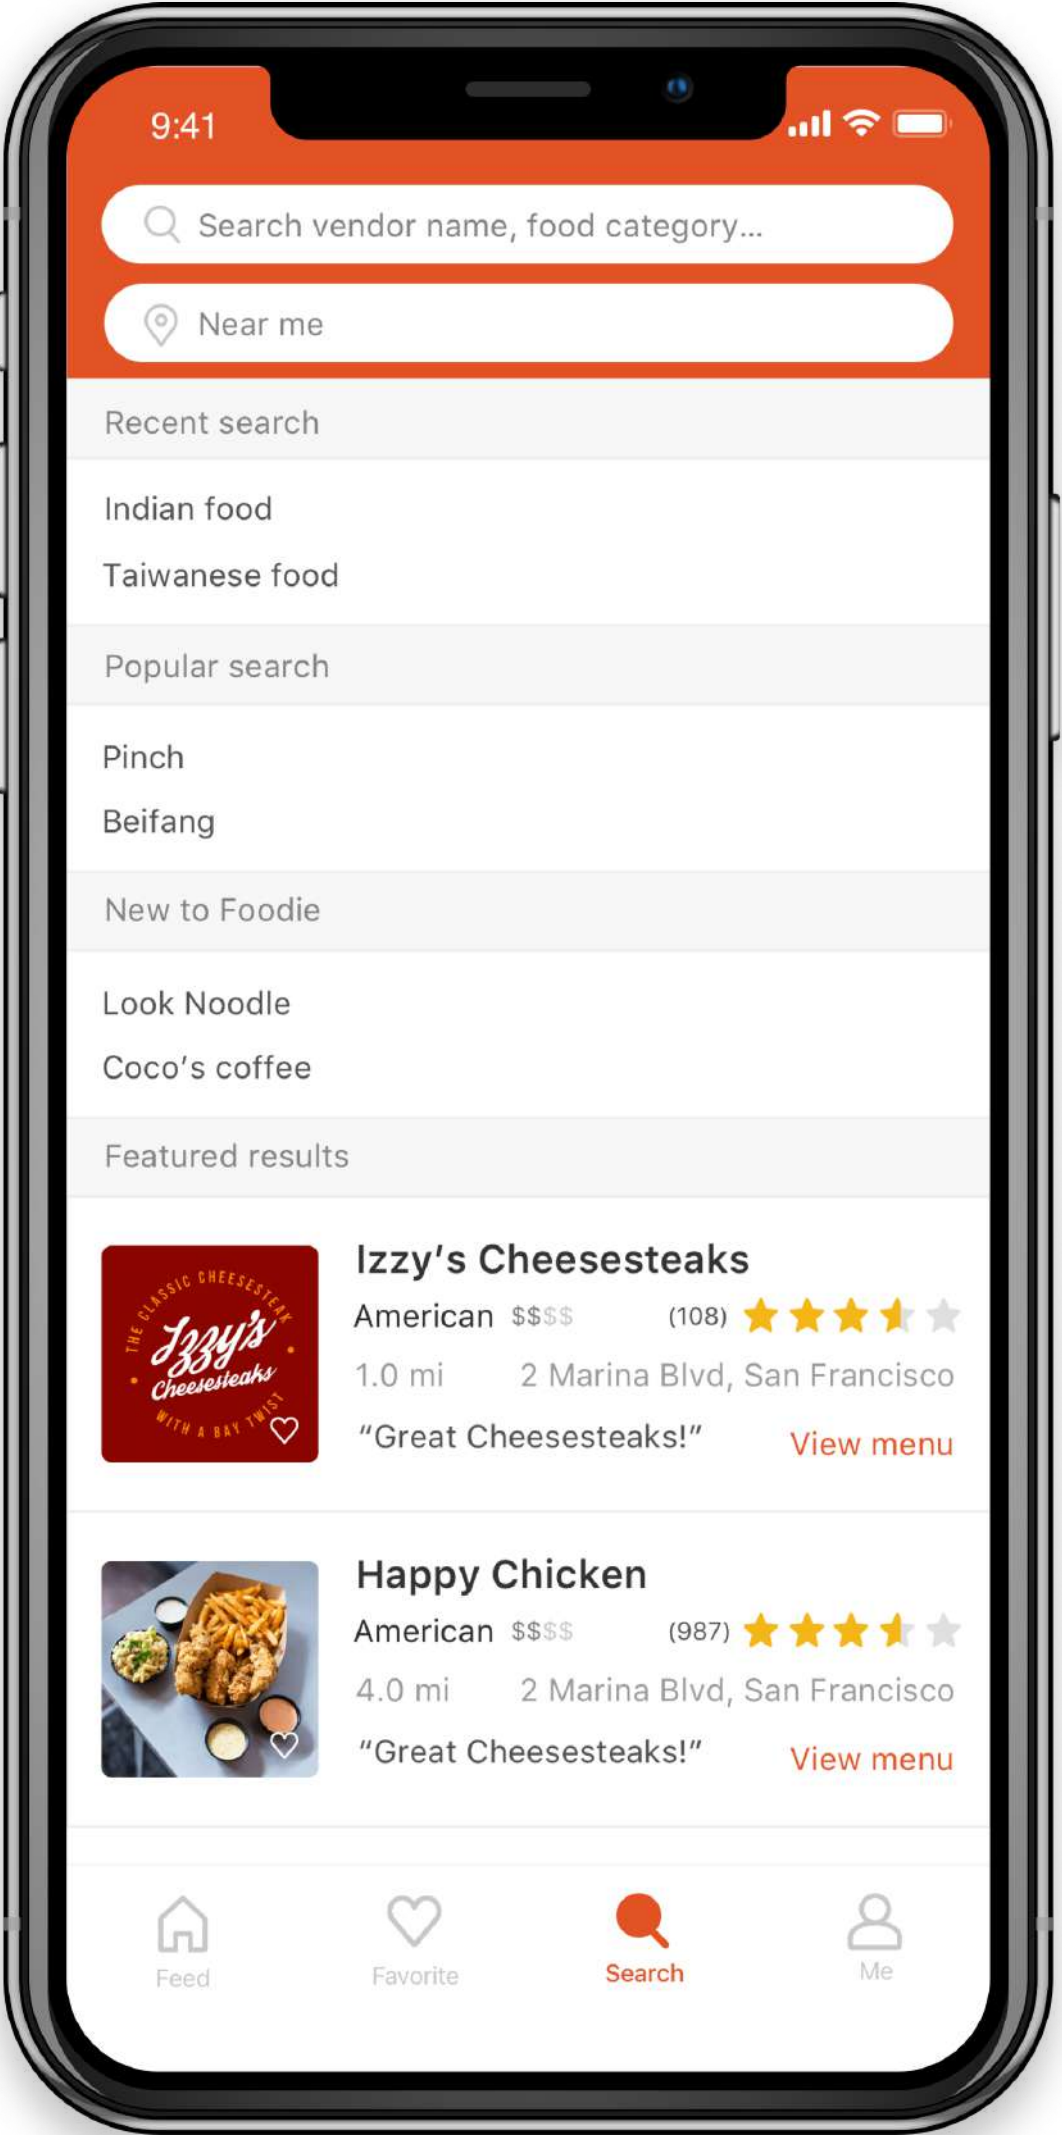 9:41
Search vendor name, food category...
Near me
Recent search
Indian food
Taiwanese food
Popular search
Pinch
Beifang
New to Foodie
Look Noodle
Coco's coffee
Featured results
THE CLASSIC CHEESESTEAK
Izzy's
Cheesesteaks
WITH A BAY TWIST
Izzy's Cheesesteaks
American $$$$ (108)
1.0 mi 2 Marina Blvd, San Francisco
“Great Cheesesteaks!” View menu
Happy Chicken
American $$$$ (987)
4.0 mi 2 Marina Blvd, San Francisco
“Great Cheesesteaks!” View menu
Feed Favorite Search Me